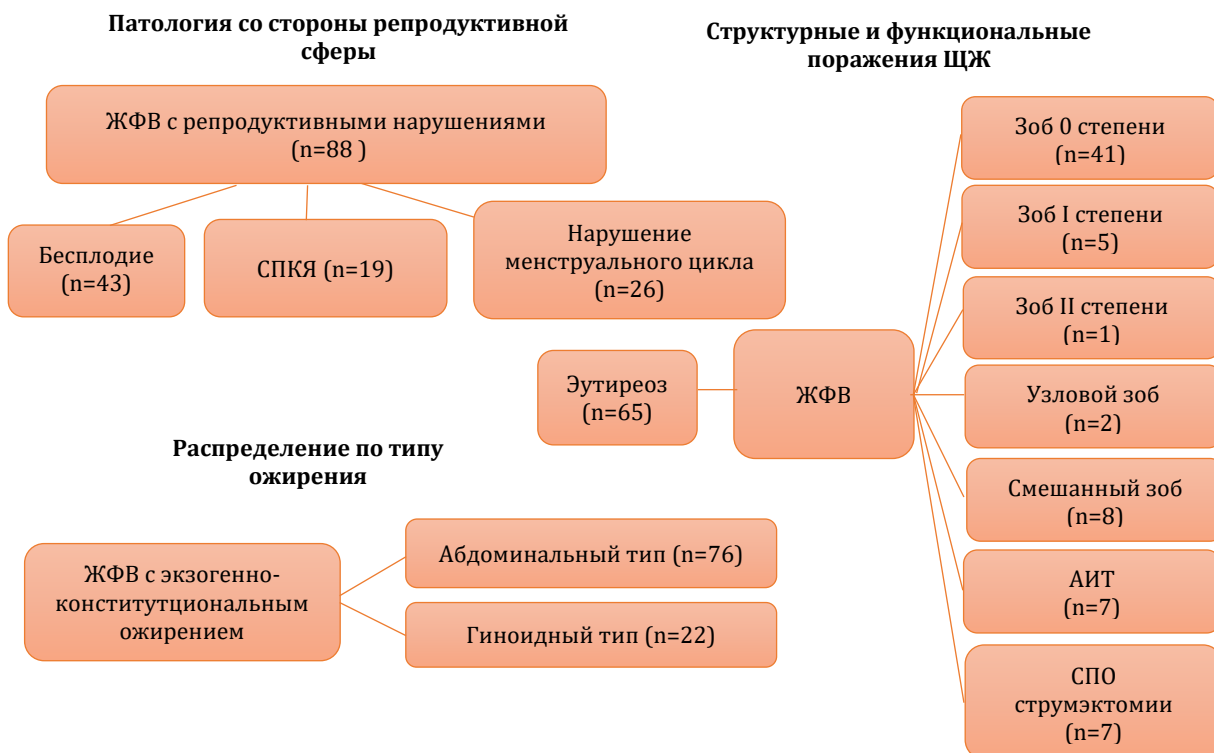 Патология со стороны репродуктивной
сферы
ЖФВ с репродуктивными нарушениями
(n=88 )
Бесплодие
(n=43)
СПКЯ (n=19)
Нарушение
менструального цикла
(n=26)
Структурные и функциональные
поражения ЩЖ
Эутиреоз
(n=65)
ЖФВ
Зоб 0 степени
(n=41)
Зоб I степени
(n=5)
Зоб II степени
(n=1)
Узловой зоб
(n=2)
Смешанный зоб
(n=8)
АИТ
(n=7)
СПО
струмэктомии
(n=7)
Распределение по типу
ожирения
ЖФВ с экзогенно-
конститутциональным
ожирением
Абдоминальный тип (n=76)
Гиноидный тип (n=22)